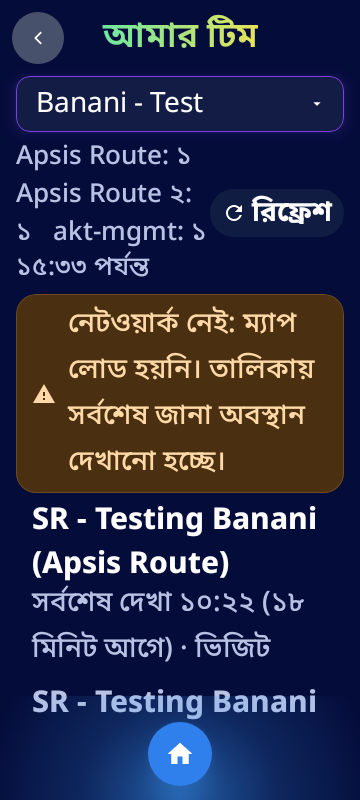 আমার টিম
Banani - Test
Apsis Route: ১
Apsis Route ২:
১ akt-mgmt: ১
১৫:৩৩ পর্যন্ত
রিফ্রেশ
নেটওয়ার্ক নেই: ম্যাপ
লোড হয়নি। তালিকায়
সর্বশেষ জানা অবস্থান
দেখানো হচ্ছে।
SR - Testing Banani
(Apsis Route)
সর্বশেষ দেখা ১০:২২ (১৮
মিনিট আগে) · ভিজিট
SR - Testing Banani